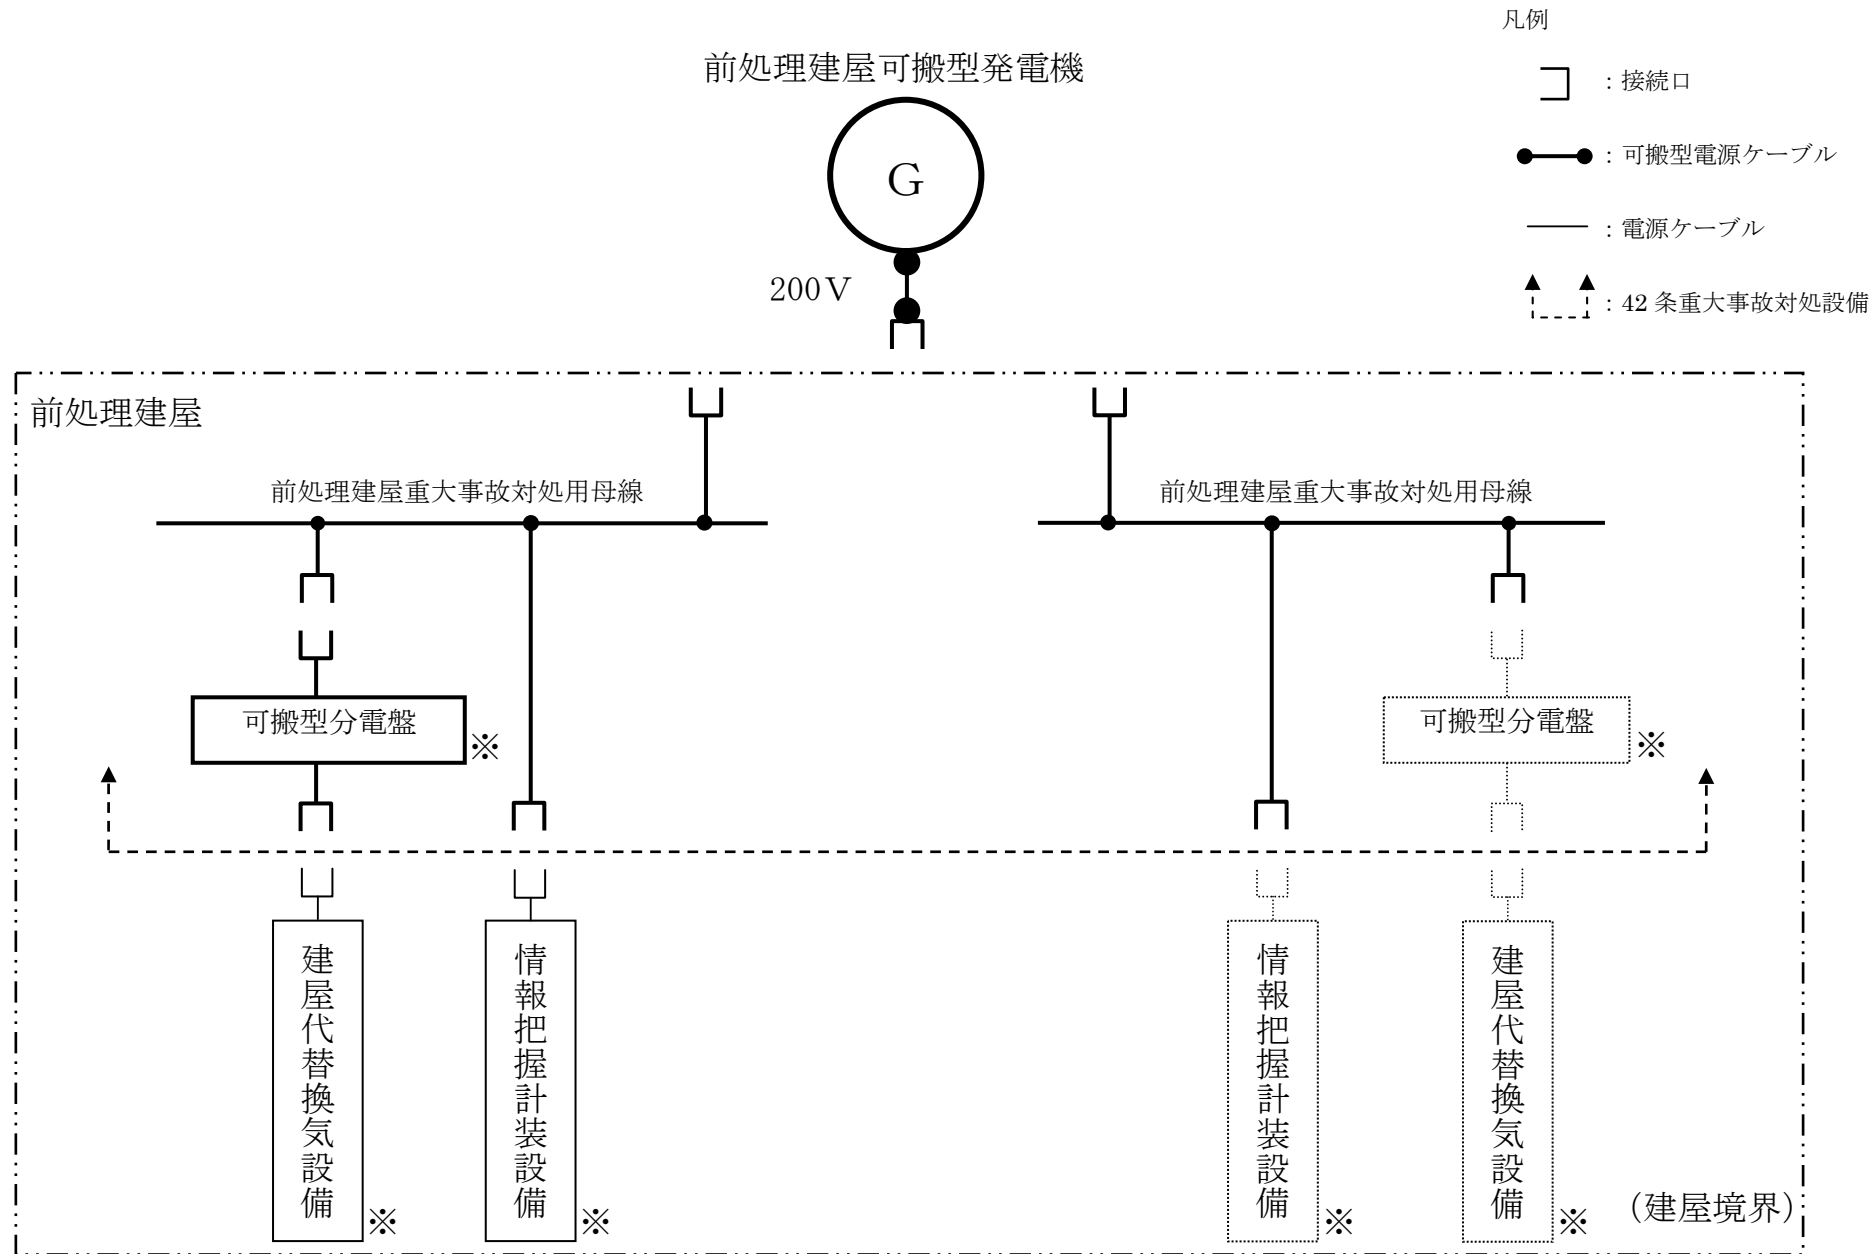 凡例
前処理建屋可搬型発電機
：接続口
：可搬型電源ケーブル
G
：電源ケーブル
200V
：42 条重大事故対処設備
前処理建屋
前処理建屋重大事故対処用母線
前処理建屋重大事故対処用母線
可搬型分電盤
※
可搬型分電盤
※
建屋代替換気設備
※
情報把握計装設備
※
情報把握計装設備
※
建屋代替換気設備
※
(建屋境界)